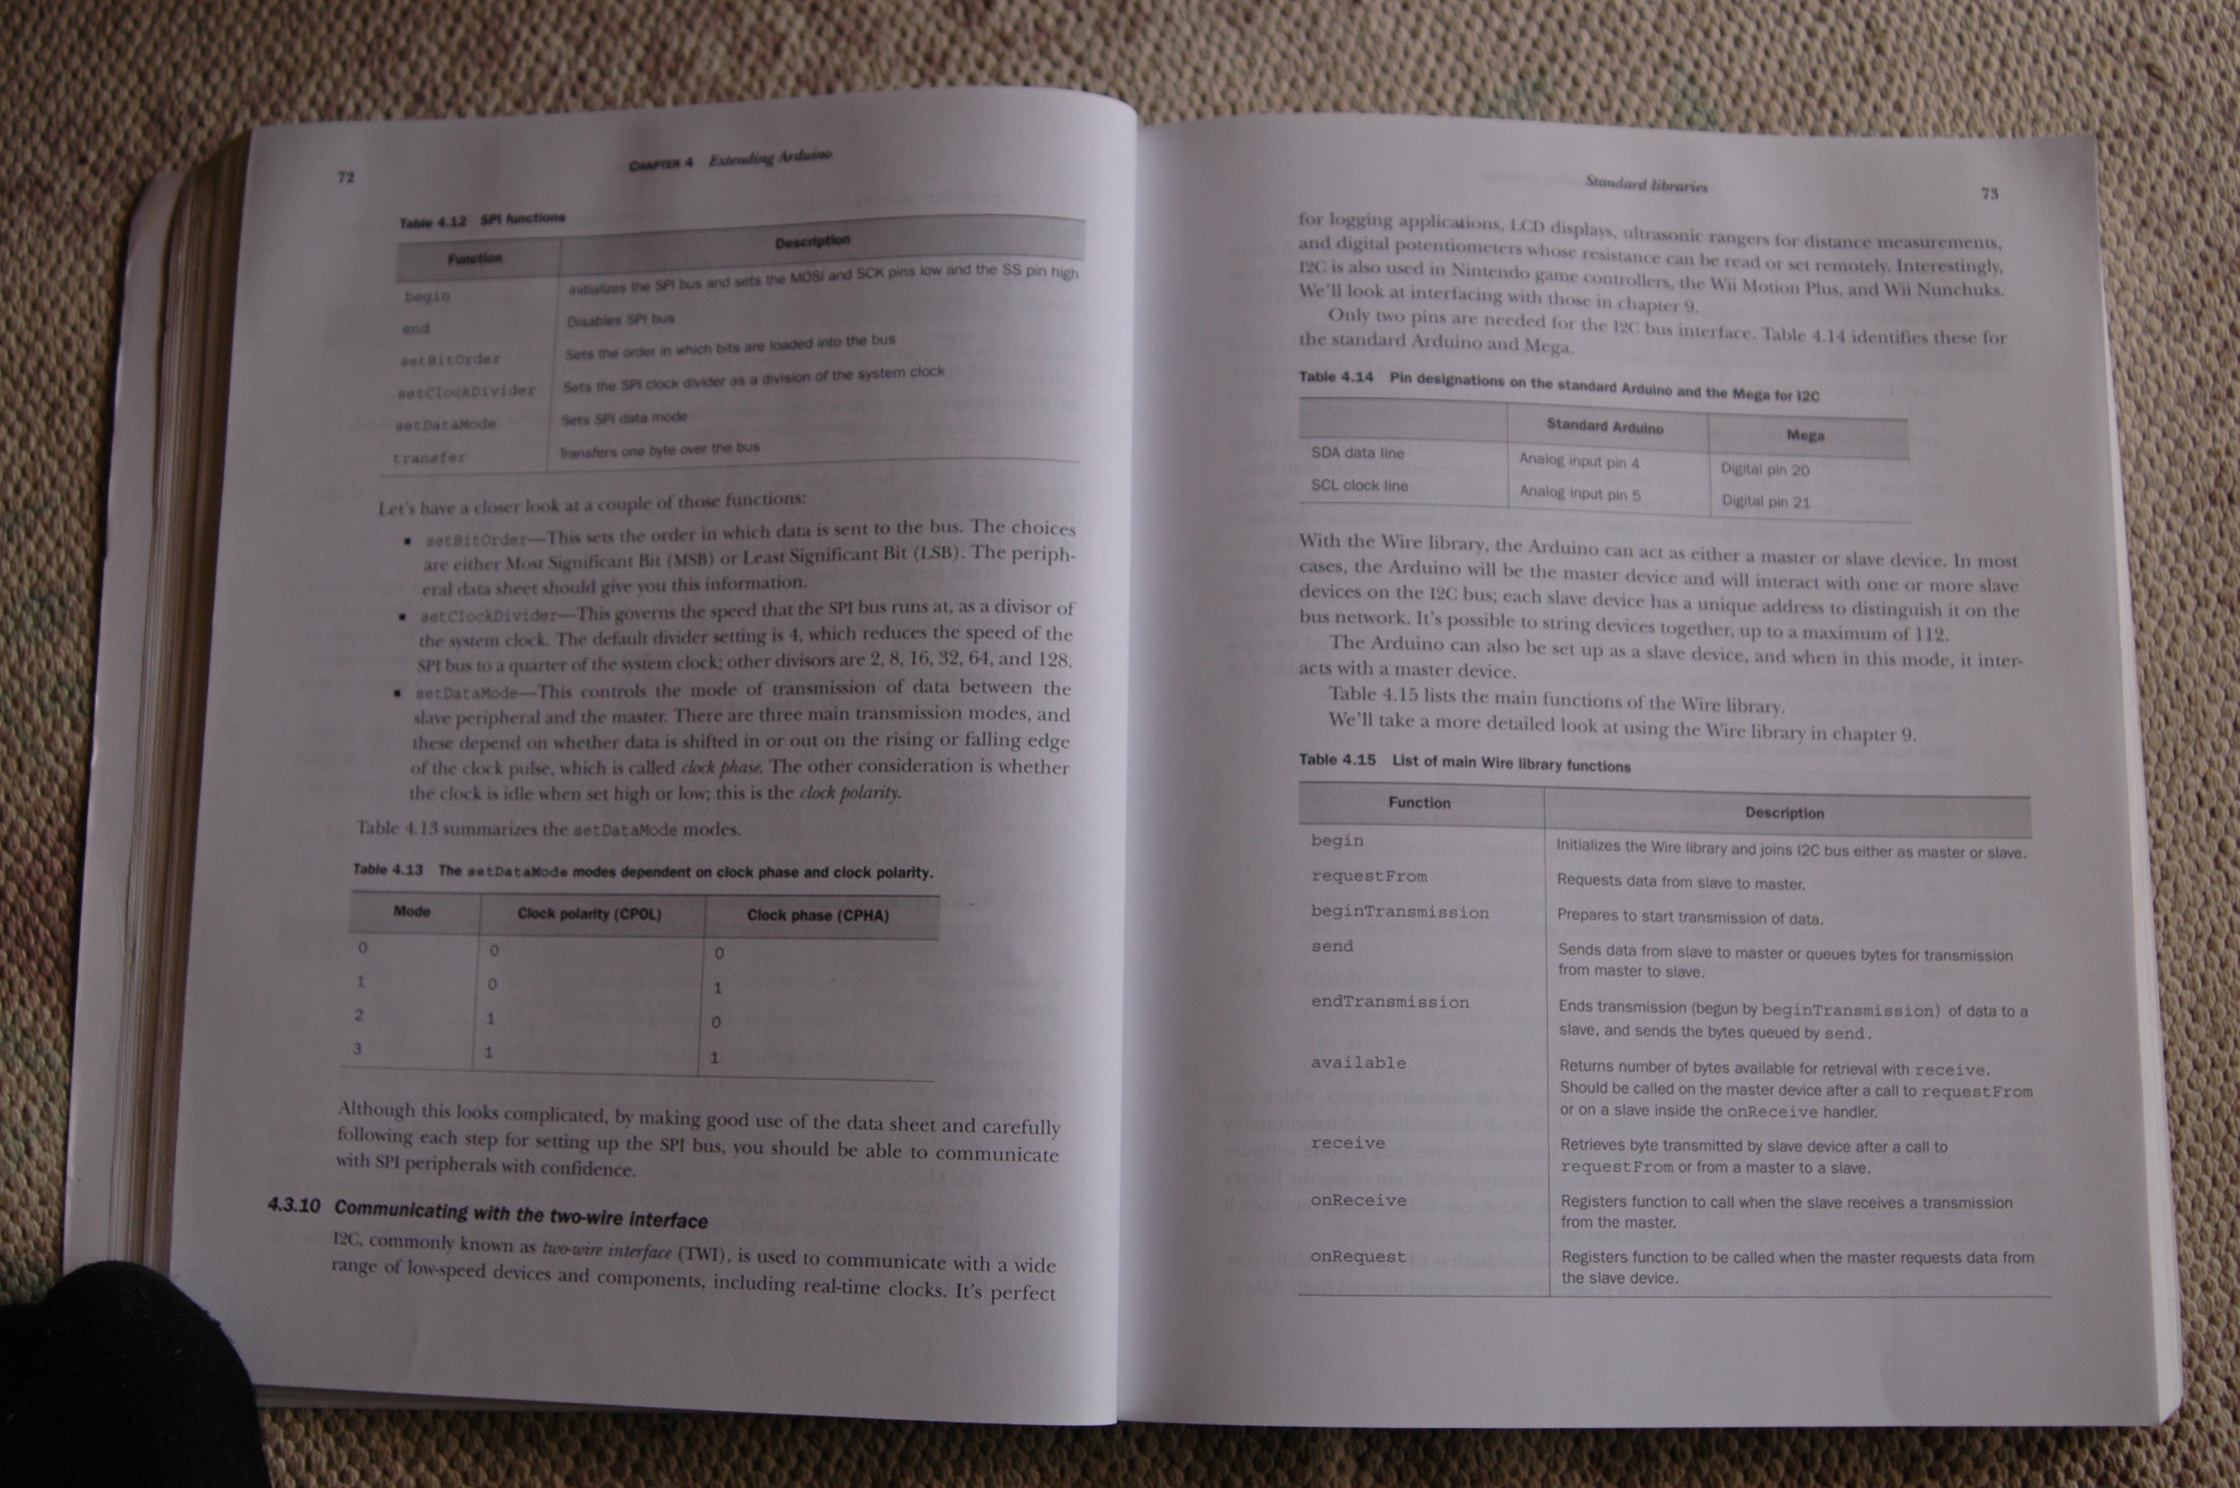 72 CHAPTER 4 Extending Arduino
Table 4.12 SPI functions
Function Description
begin Initializes the SPI bus and sets the MOSI and SCK pins low and the SS pin high
end Disables SPI bus
setBitOrder Sets the order in which bits are loaded into the bus
setClockDivider Sets the SPI clock divider as a division of the system clock
setDataMode Sets SPI data mode
transfer Transfers one byte over the bus
Let's have a closer look at a couple of those functions:
▪ setBitOrder—This sets the order in which data is sent to the bus. The choices
are either Most Significant Bit (MSB) or Least Significant Bit (LSB). The periph-
eral data sheet should give you this information.
▪ setClockDivider—This governs the speed that the SPI bus runs at, as a divisor of
the system clock. The default divider setting is 4, which reduces the speed of the
SPI bus to a quarter of the system clock; other divisors are 2, 8, 16, 32, 64, and 128.
▪ setDataMode—This controls the mode of transmission of data between the
slave peripheral and the master. There are three main transmission modes, and
these depend on whether data is shifted in or out on the rising or falling edge
of the clock pulse, which is called clock phase. The other consideration is whether
the clock is idle when set high or low; this is the clock polarity.
Table 4.13 summarizes the setDataMode modes.
Table 4.13 The setDataMode modes dependent on clock phase and clock polarity.
Mode Clock polarity (CPOL) Clock phase (CPHA)
0 0 0
1 0 1
2 1 0
3 1 1
Although this looks complicated, by making good use of the data sheet and carefully
following each step for setting up the SPI bus, you should be able to communicate
with SPI peripherals with confidence.
4.3.10 Communicating with the two-wire interface
I2C, commonly known as two-wire interface (TWI), is used to communicate with a wide
range of low-speed devices and components, including real-time clocks. It's perfect
Standard libraries 73
for logging applications, LCD displays, ultrasonic rangers for distance measurements,
and digital potentiometers whose resistance can be read or set remotely. Interestingly,
I2C is also used in Nintendo game controllers, the Wii Motion Plus, and Wii Nunchuks.
We'll look at interfacing with those in chapter 9.
Only two pins are needed for the I2C bus interface. Table 4.14 identifies these for
the standard Arduino and Mega.
Table 4.14 Pin designations on the standard Arduino and the Mega for I2C
Standard Arduino Mega
SDA data line Analog input pin 4 Digital pin 20
SCL clock line Analog input pin 5 Digital pin 21
With the Wire library, the Arduino can act as either a master or slave device. In most
cases, the Arduino will be the master device and will interact with one or more slave
devices on the I2C bus; each slave device has a unique address to distinguish it on the
bus network. It's possible to string devices together, up to a maximum of 112.
The Arduino can also be set up as a slave device, and when in this mode, it inter-
acts with a master device.
Table 4.15 lists the main functions of the Wire library.
We'll take a more detailed look at using the Wire library in chapter 9.
Table 4.15 List of main Wire library functions
Function Description
begin Initializes the Wire library and joins I2C bus either as master or slave.
requestFrom Requests data from slave to master.
beginTransmission Prepares to start transmission of data.
send Sends data from slave to master or queues bytes for transmission
from master to slave.
endTransmission Ends transmission (begun by beginTransmission) of data to a
slave, and sends the bytes queued by send.
available Returns number of bytes available for retrieval with receive.
Should be called on the master device after a call to requestFrom
or on a slave inside the onReceive handler.
receive Retrieves byte transmitted by slave device after a call to
requestFrom or from a master to a slave.
onReceive Registers function to call when the slave receives a transmission
from the master.
onRequest Registers function to be called when the master requests data from
the slave device.